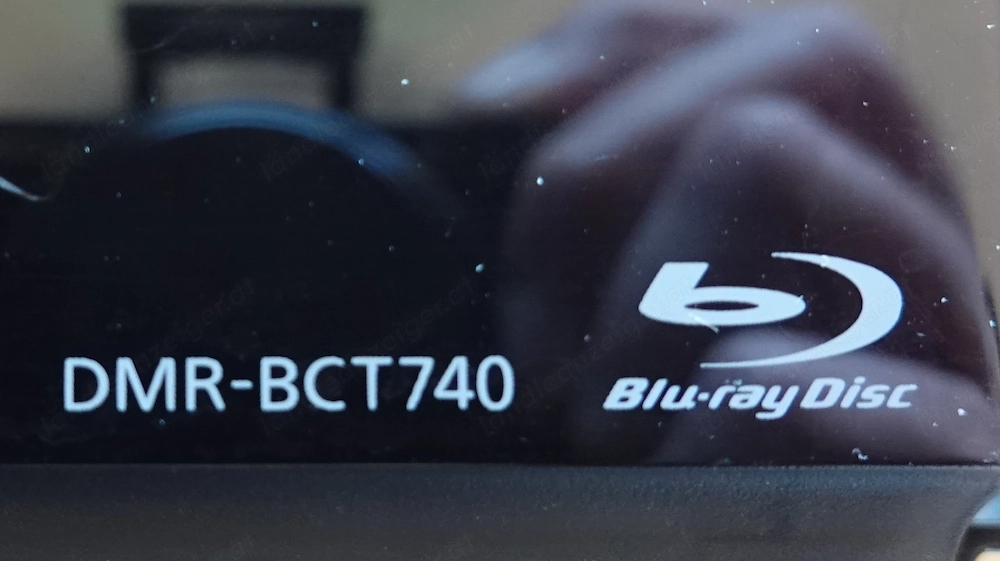 DMR-BCT740
Blu-ray Disc